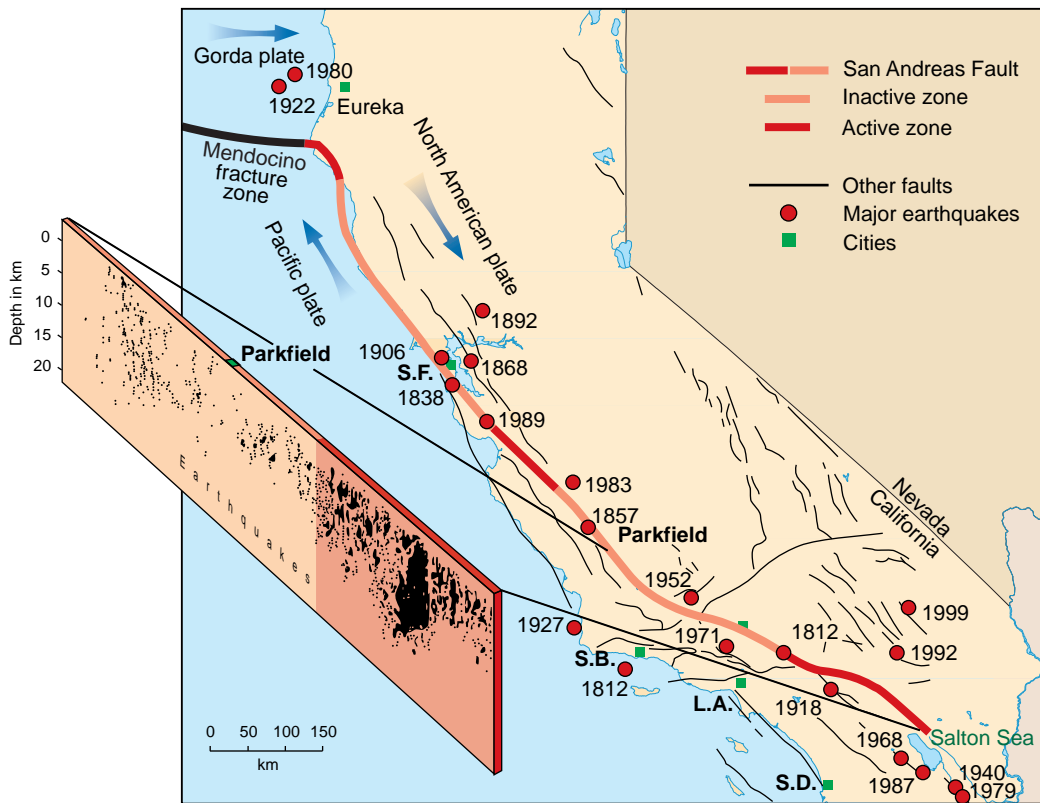 Gorda plate
1980
1922
Eureka
Mendocino
fracture
zone
North American plate
Pacific plate
San Andreas Fault
Inactive zone
Active zone
Other faults
Major earthquakes
Cities
Depth in km
0
5
10
15
20
Parkfield
Earthquakes
1892
1906
1868
S.F.
1838
1989
1983
1857
Parkfield
Nevada
California
1952
1999
1927
1971
1812
1992
S.B.
1812
L.A.
1918
Salton Sea
1968
1987
1940
1979
S.D.
0 50 100 150
km